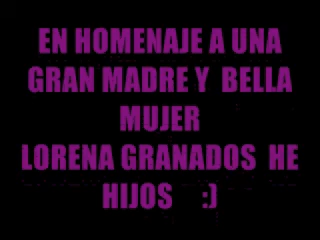 EN HOMENAJE A UNA
GRAN MADRE Y BELLA
MUJER
LORENA GRANADOS HE
HIJOS :)